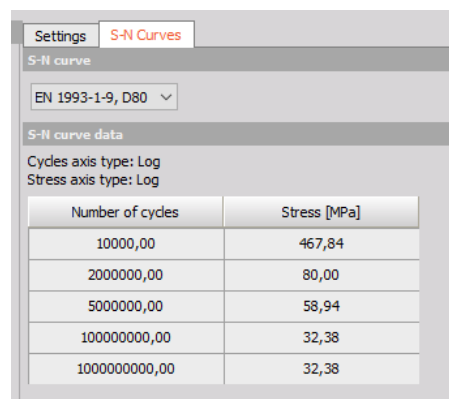 Settings S-N Curves
S-N curve
EN 1993-1-9, D80
S-N curve data
Cycles axis type: Log
Stress axis type: Log
Number of cycles Stress [MPa]
10000,00 467,84
2000000,00 80,00
5000000,00 58,94
100000000,00 32,38
1000000000,00 32,38